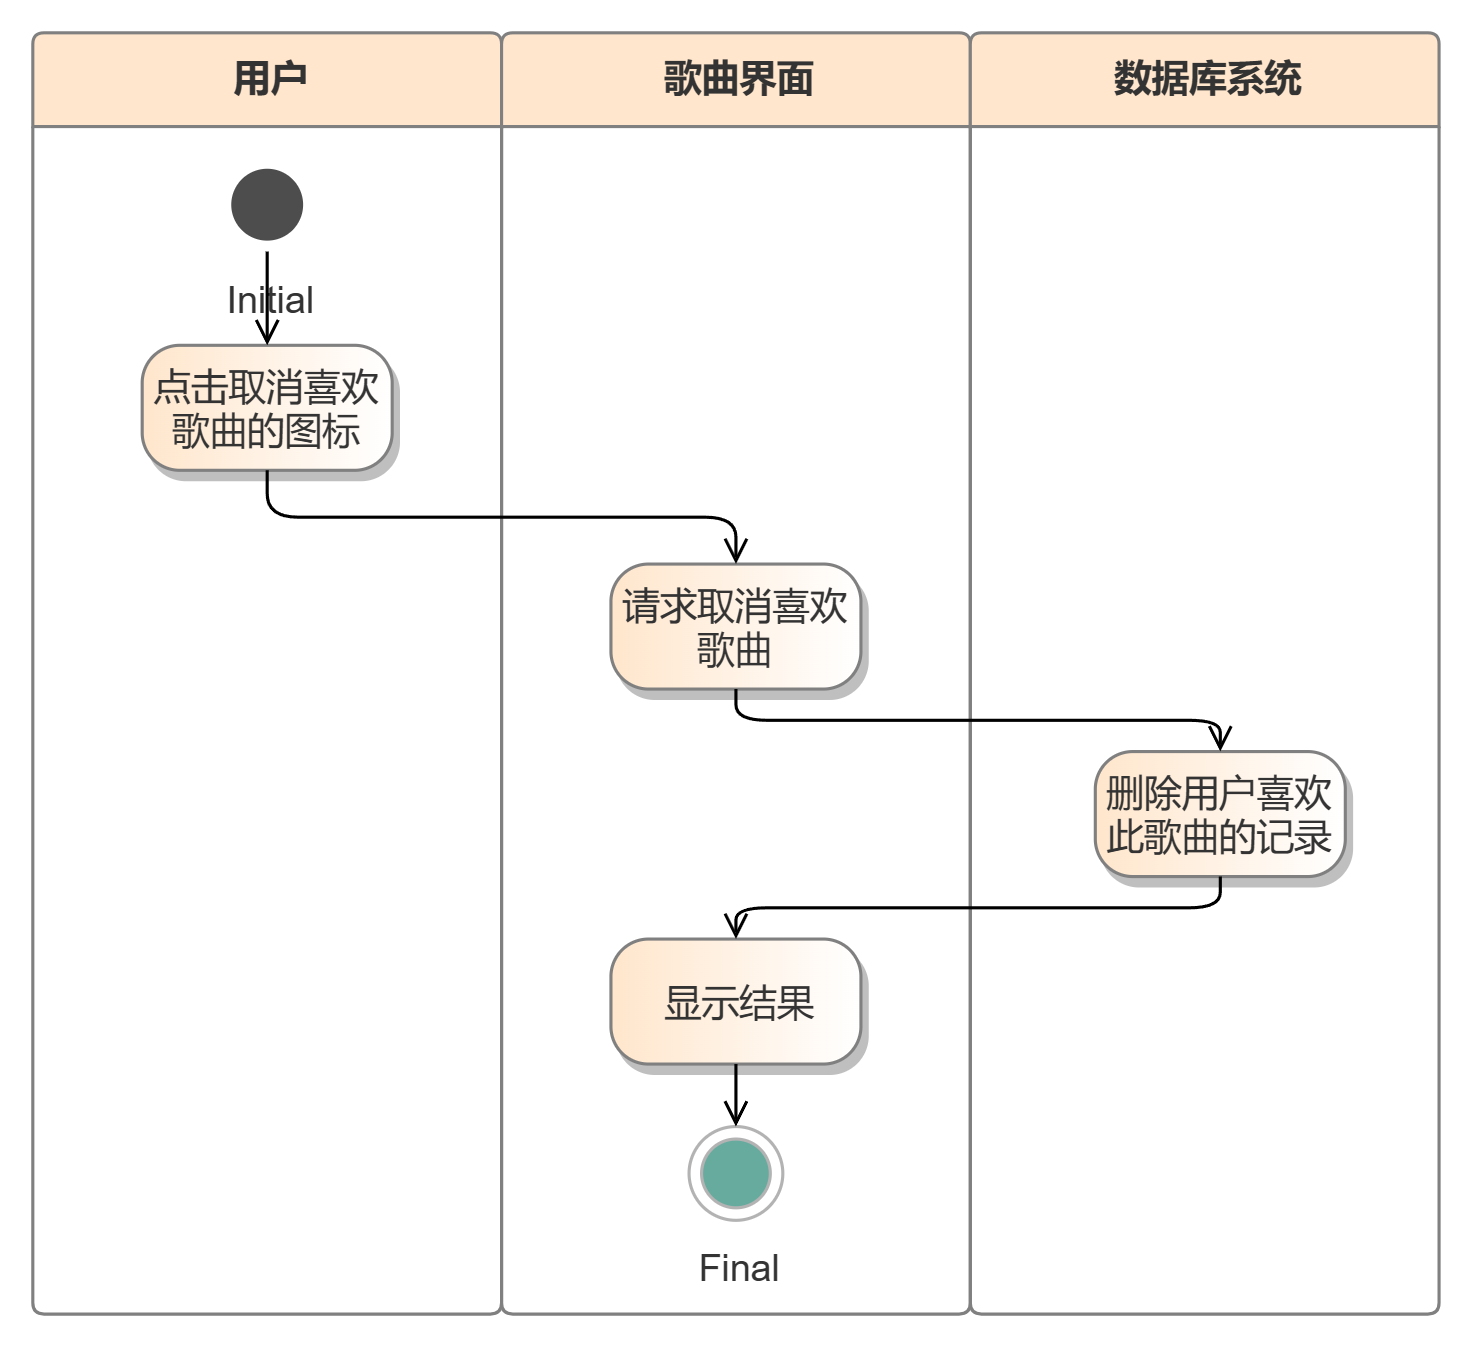 用户
歌曲界面
数据库系统
Initial
点击取消喜欢
歌曲的图标
请求取消喜欢
歌曲
删除用户喜欢
此歌曲的记录
显示结果
Final